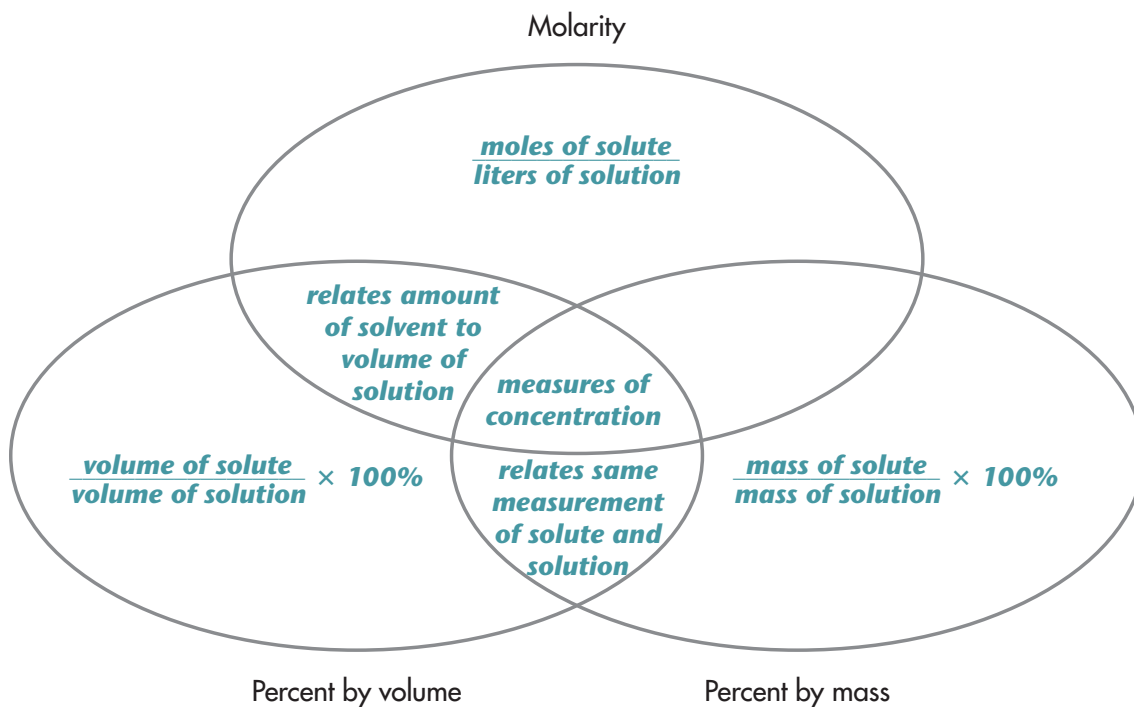 Molarity
moles of solute
liters of solution
relates amount
of solvent to
volume of
solution
measures of
concentration
volume of solute
volume of solution × 100%
relates same
measurement
of solute and
solution
mass of solute
mass of solution × 100%
Percent by volume
Percent by mass